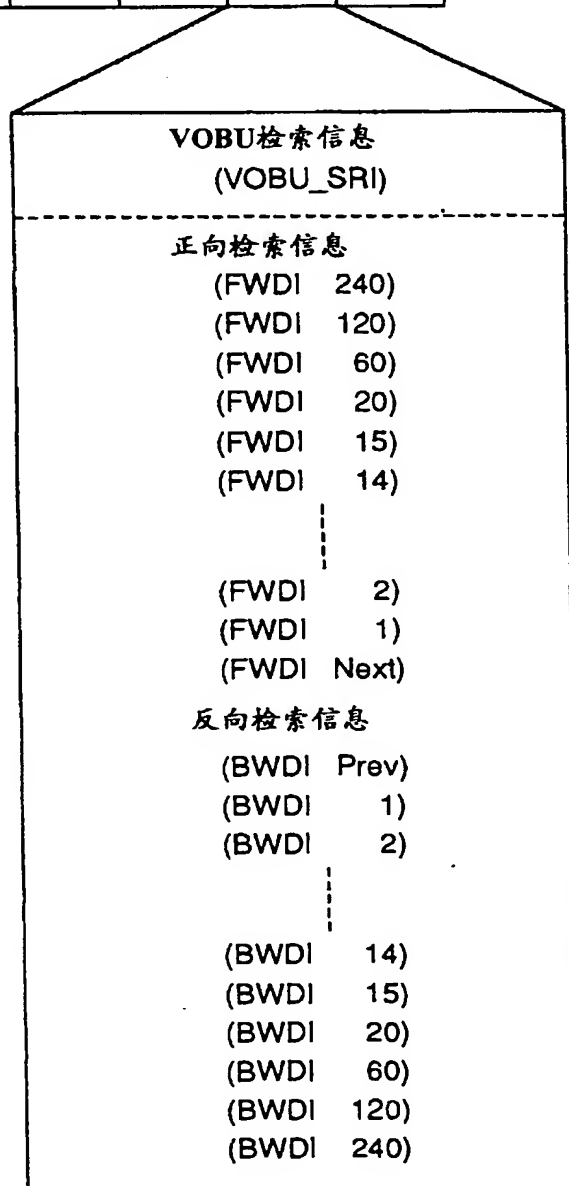 VOBU检索信息
(VOBU_SRI)
正向检索信息
(FWDI 240)
(FWDI 120)
(FWDI 60)
(FWDI 20)
(FWDI 15)
(FWDI 14)
(FWDI 2)
(FWDI 1)
(FWDI Next)
反向检索信息
(BWDI Prev)
(BWDI 1)
(BWDI 2)
(BWDI 14)
(BWDI 15)
(BWDI 20)
(BWDI 60)
(BWDI 120)
(BWDI 240)